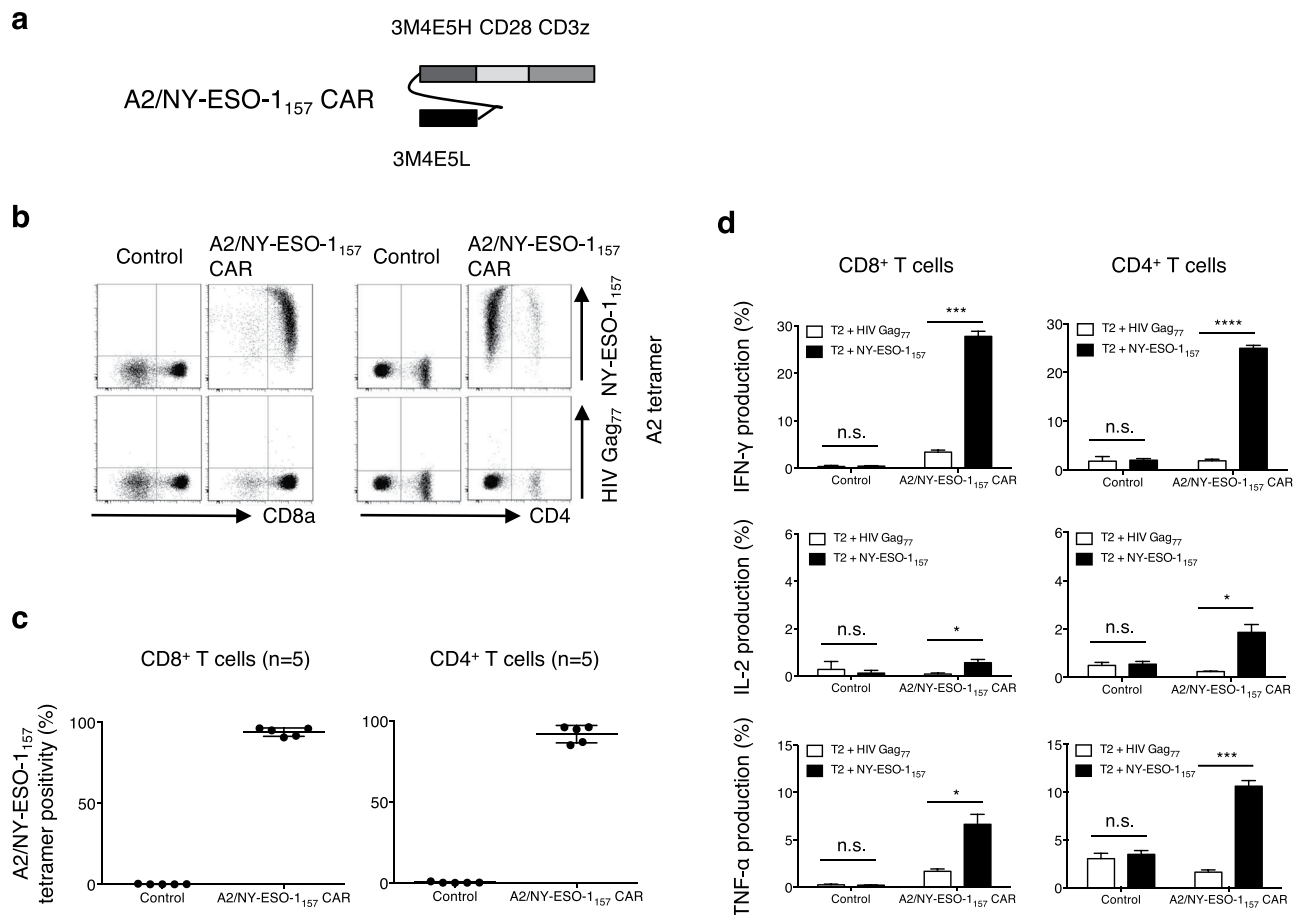 a
3M4E5H CD28 CD3z
A2/NY-ESO-1157 CAR
3M4E5L
b
Control
A2/NY-ESO-1157
CAR
Control
A2/NY-ESO-1157
CAR
NY-ESO-1157
HIV Gag77
A2 tetramer
CD8a
CD4
c
CD8+ T cells (n=5)
CD4+ T cells (n=5)
A2/NY-ESO-1157
tetramer positivity (%)
100
50
0
Control
A2/NY-ESO-1157 CAR
100
50
0
Control
A2/NY-ESO-1157 CAR
d
CD8+ T cells
CD4+ T cells
IFN-γ production (%)
30
20
10
0
T2 + HIV Gag77
T2 + NY-ESO-1157
n.s.
***
Control
A2/NY-ESO-1157 CAR
30
20
10
0
T2 + HIV Gag77
T2 + NY-ESO-1157
n.s.
****
Control
A2/NY-ESO-1157 CAR
IL-2 production (%)
6
4
2
0
T2 + HIV Gag77
T2 + NY-ESO-1157
n.s.
*
Control
A2/NY-ESO-1157 CAR
6
4
2
0
T2 + HIV Gag77
T2 + NY-ESO-1157
n.s.
*
Control
A2/NY-ESO-1157 CAR
TNF-α production (%)
15
10
5
0
T2 + HIV Gag77
T2 + NY-ESO-1157
n.s.
*
Control
A2/NY-ESO-1157 CAR
15
10
5
0
T2 + HIV Gag77
T2 + NY-ESO-1157
n.s.
***
Control
A2/NY-ESO-1157 CAR